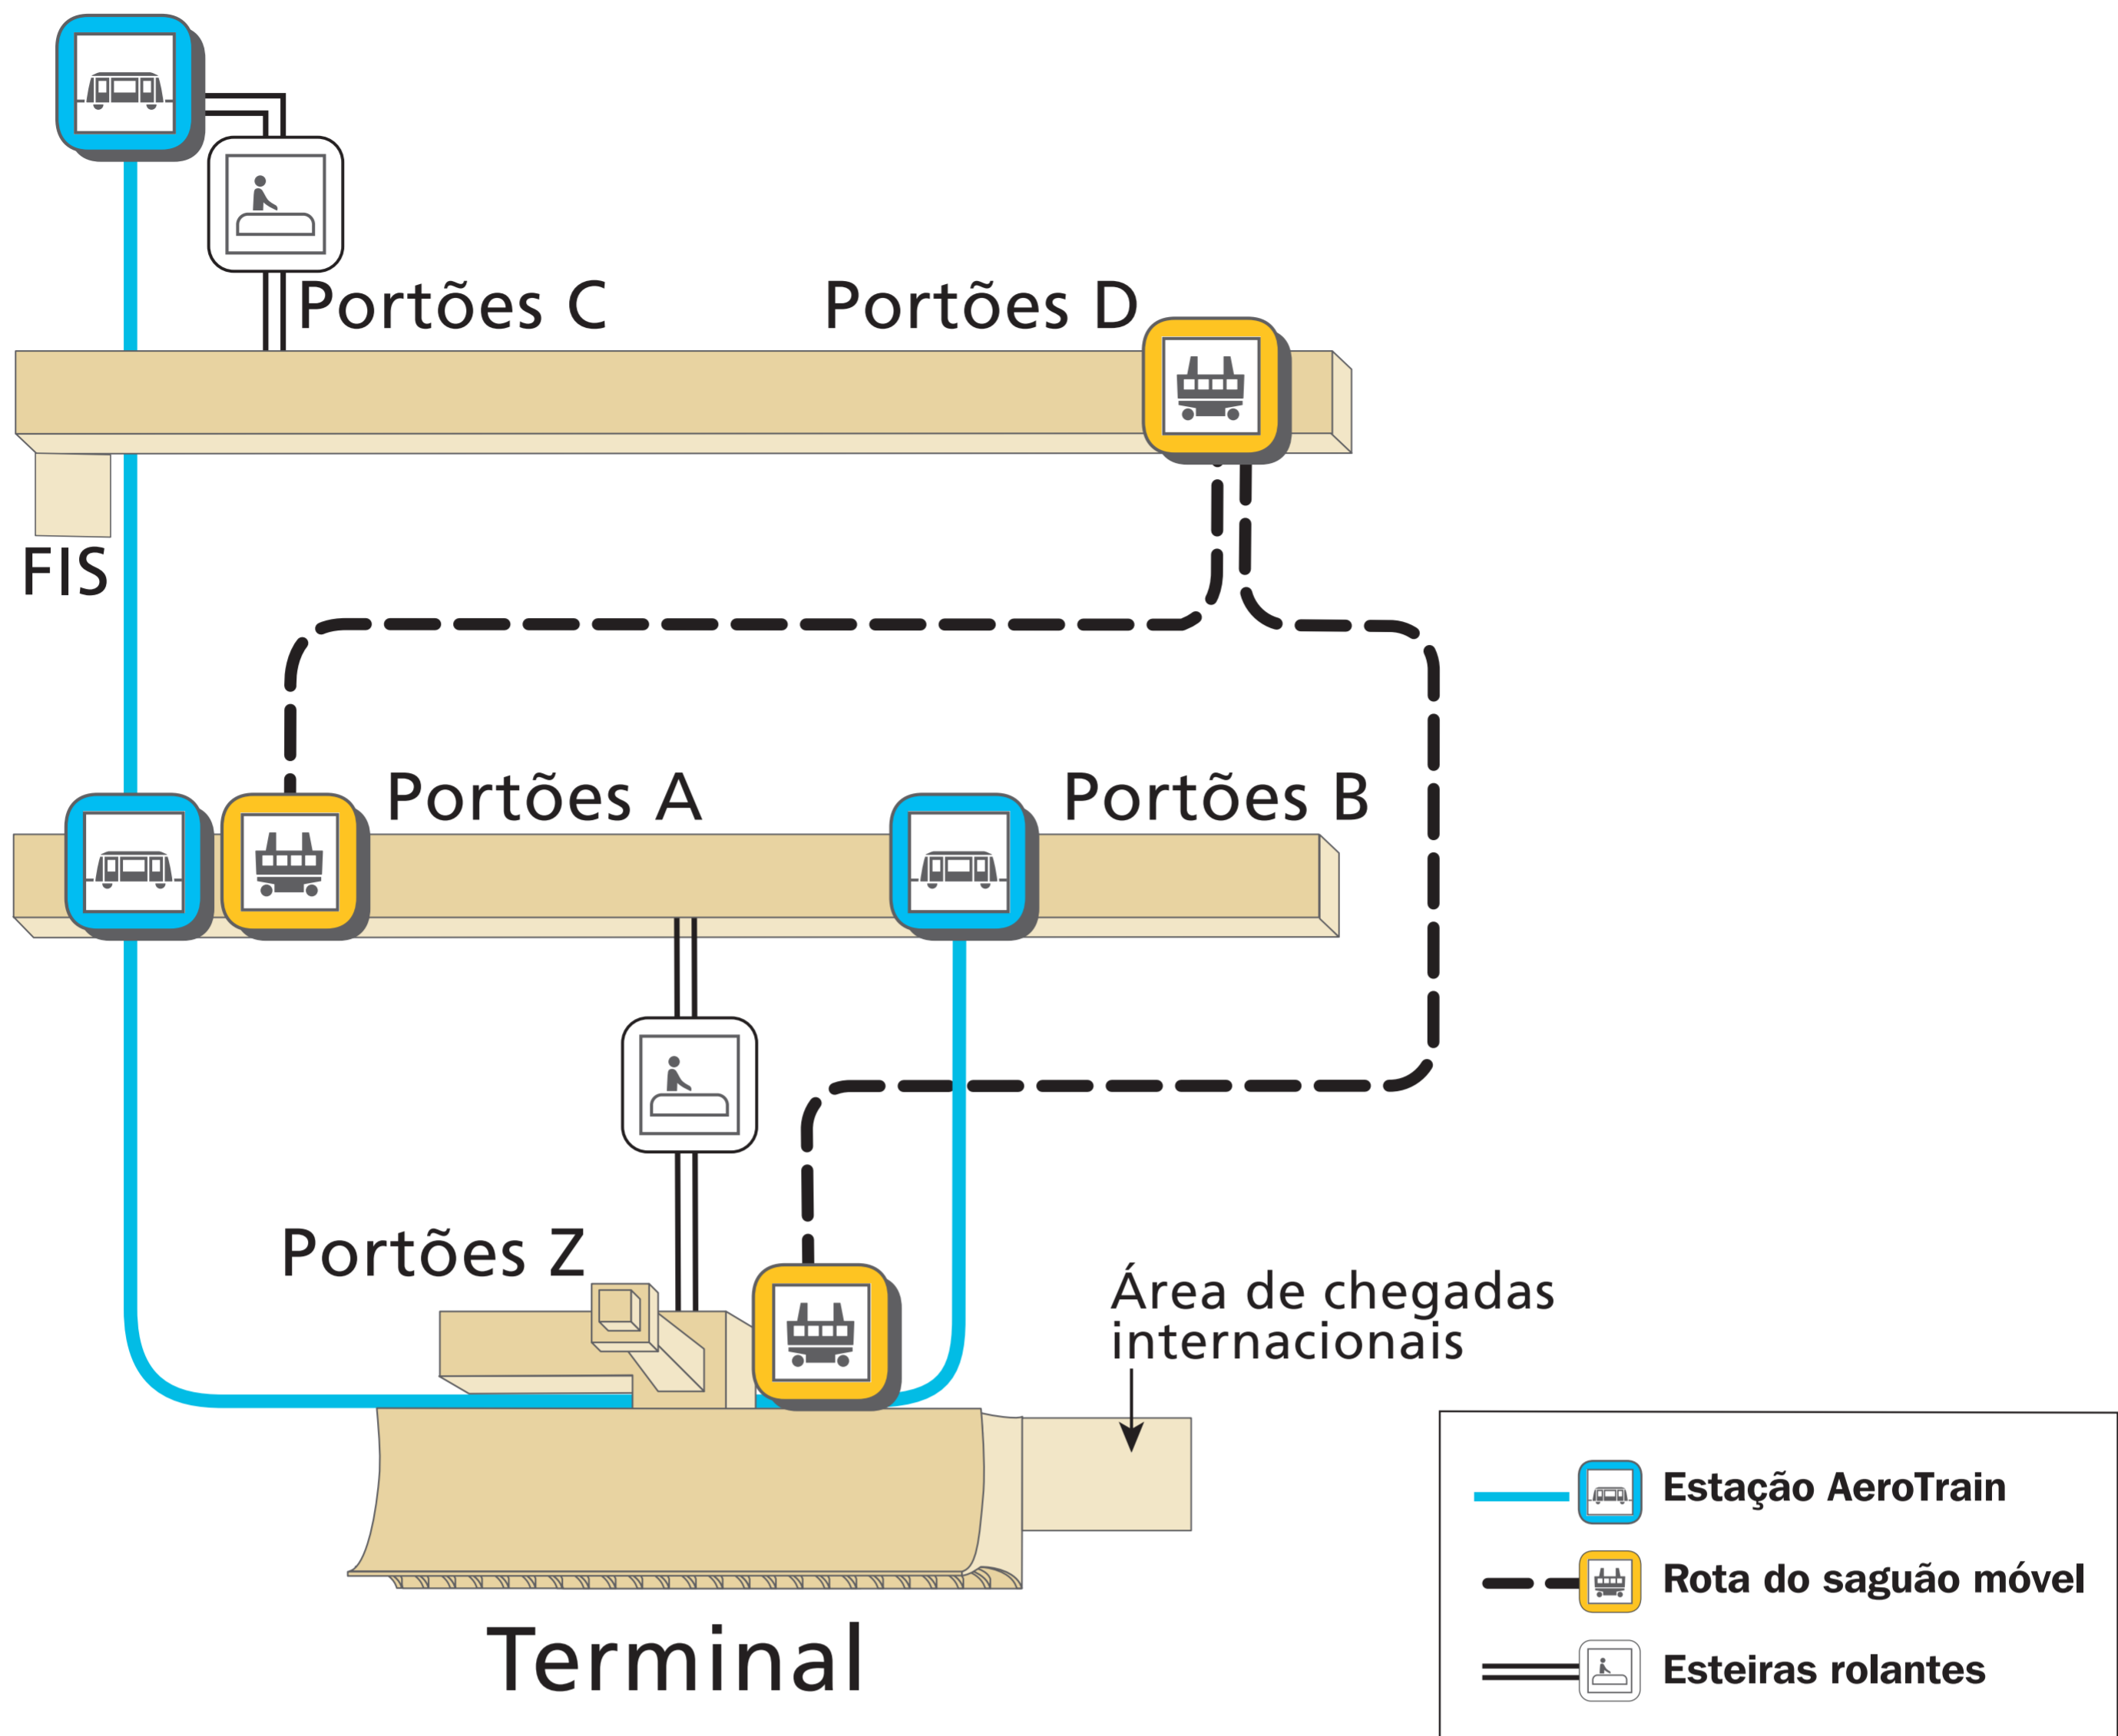 Portões C
Portões D
FIS
Portões A
Portões B
Portões Z
Área de chegadas
internacionais
Terminal
Estação AeroTrain
Rota do saguão móvel
Esteiras rolantes